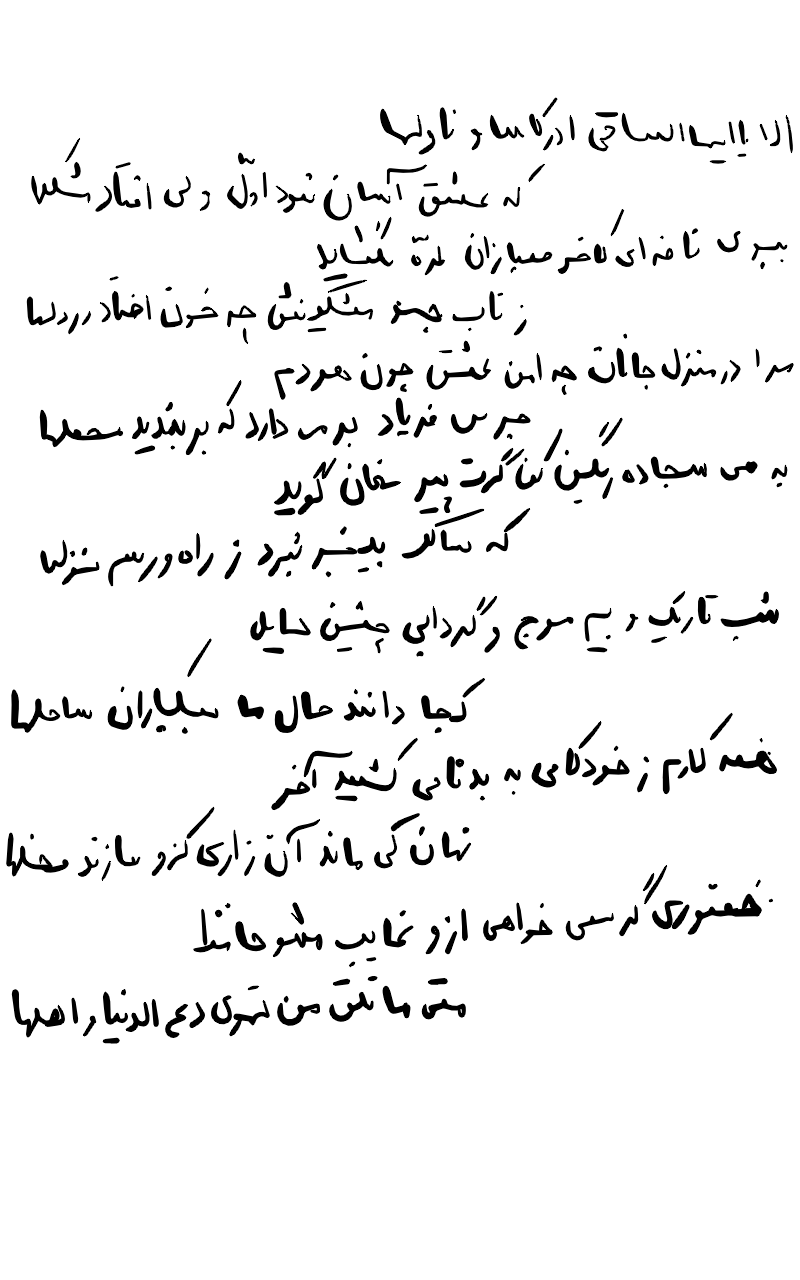 الا یا ایها الساقی ادر کاسا و ناولها
که عشق آسان نمود اول ولی افتاد مشکلها
ببوی نافه‌ای کاخر صبا زان طره بگشاید
ز تاب جعد مشکینش چه خون افتاد در دلها
مرا در منزل جانان چه امن عیش چون هر دم
جرس فریاد می دارد که بربندید محملها
به می سجاده رنگین کن گرت پیر مغان گوید
که سالک بیخبر نبود ز راه و رسم منزلها
شب تاریک و بیم موج و گردابی چنین هایل
کجا دانند حال ما سبکباران ساحلها
همه کارم ز خودکامی به بدنامی کشید آخر
نهان کی ماند آن رازی کزو سازند محفلها
حضوری گر همی خواهی ازو غایب مشو حافظ
متی ما تلق من تهوی دع الدنیا و اهملها